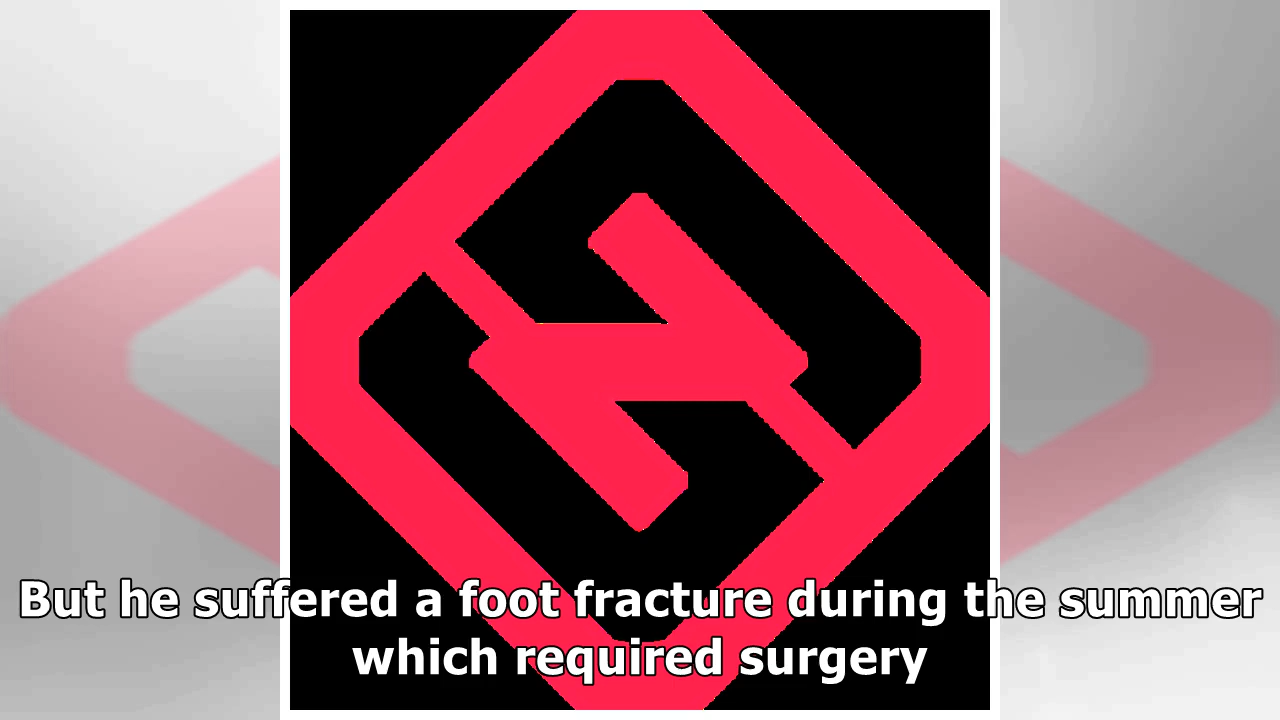 But he suffered a foot fracture during the summer
which required surgery